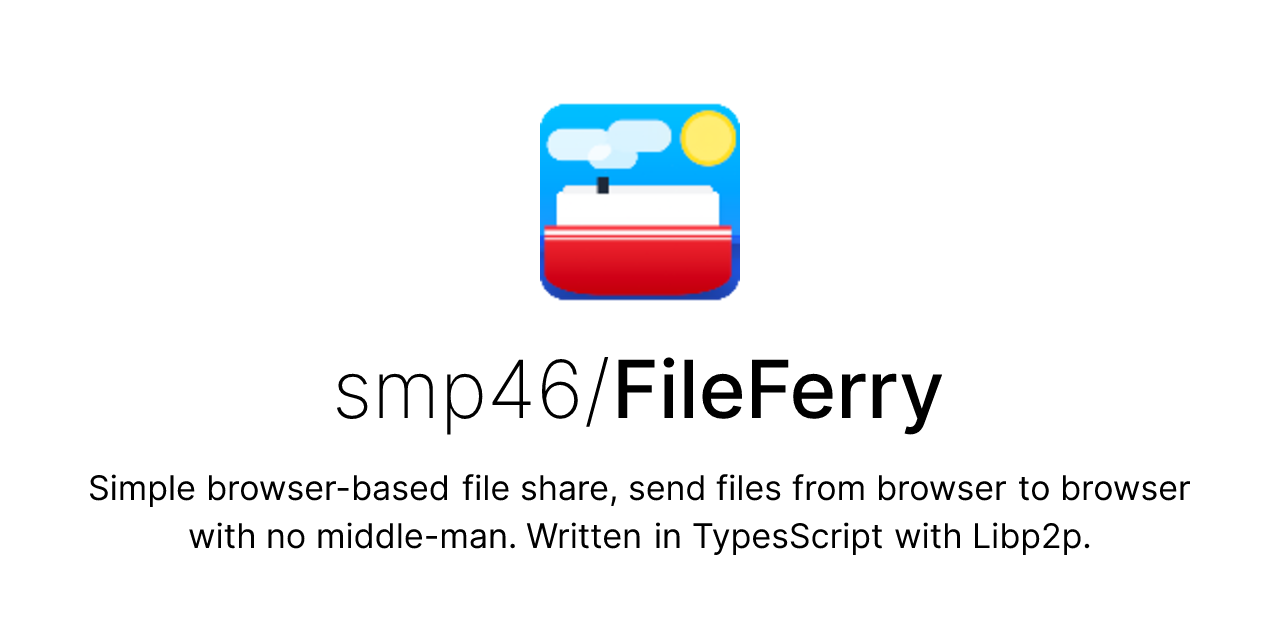 smp46/FileFerry
Simple browser-based file share, send files from browser to browser
with no middle-man. Written in TypesScript with Libp2p.